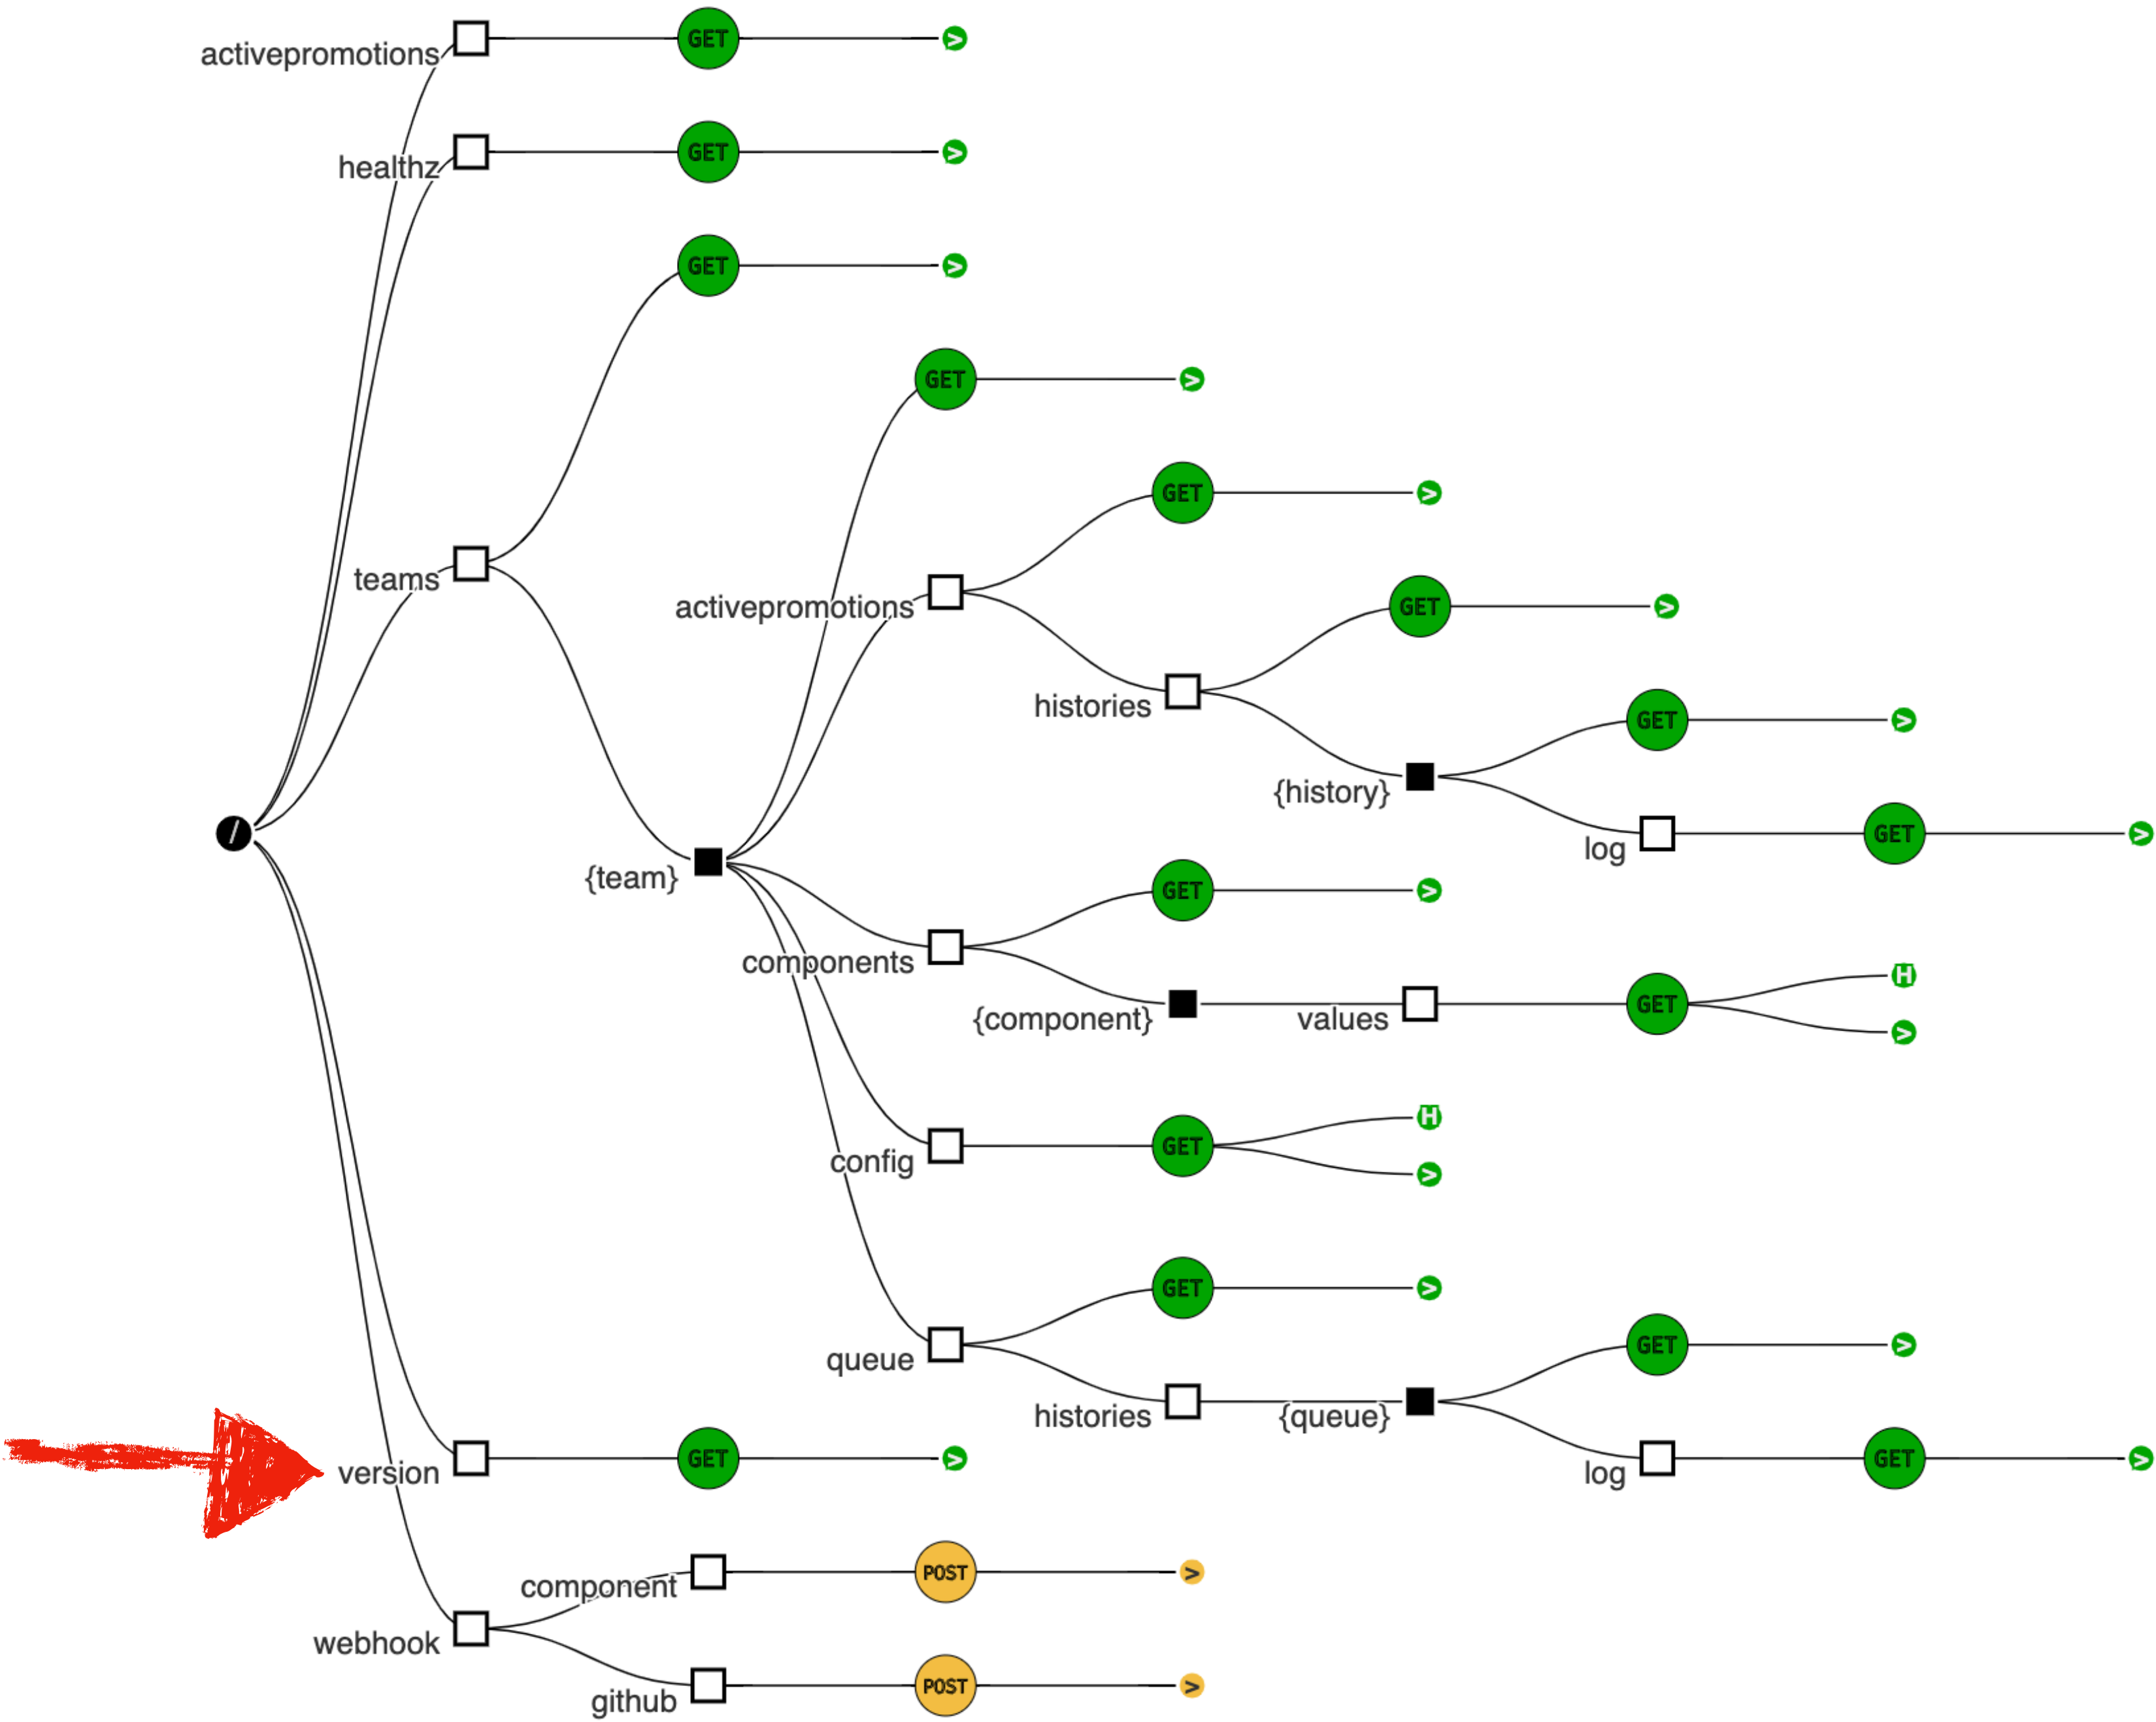 activepromotions GET >
healthz GET >
GET >
GET >
teams
GET >
activepromotions
GET >
histories
GET >
{history}
/
log GET >
{team}
GET >
components
H
{component} values GET
>
H
config GET
>
GET >
queue
GET >
histories {queue}
version GET >
log GET >
component POST >
webhook
github POST >